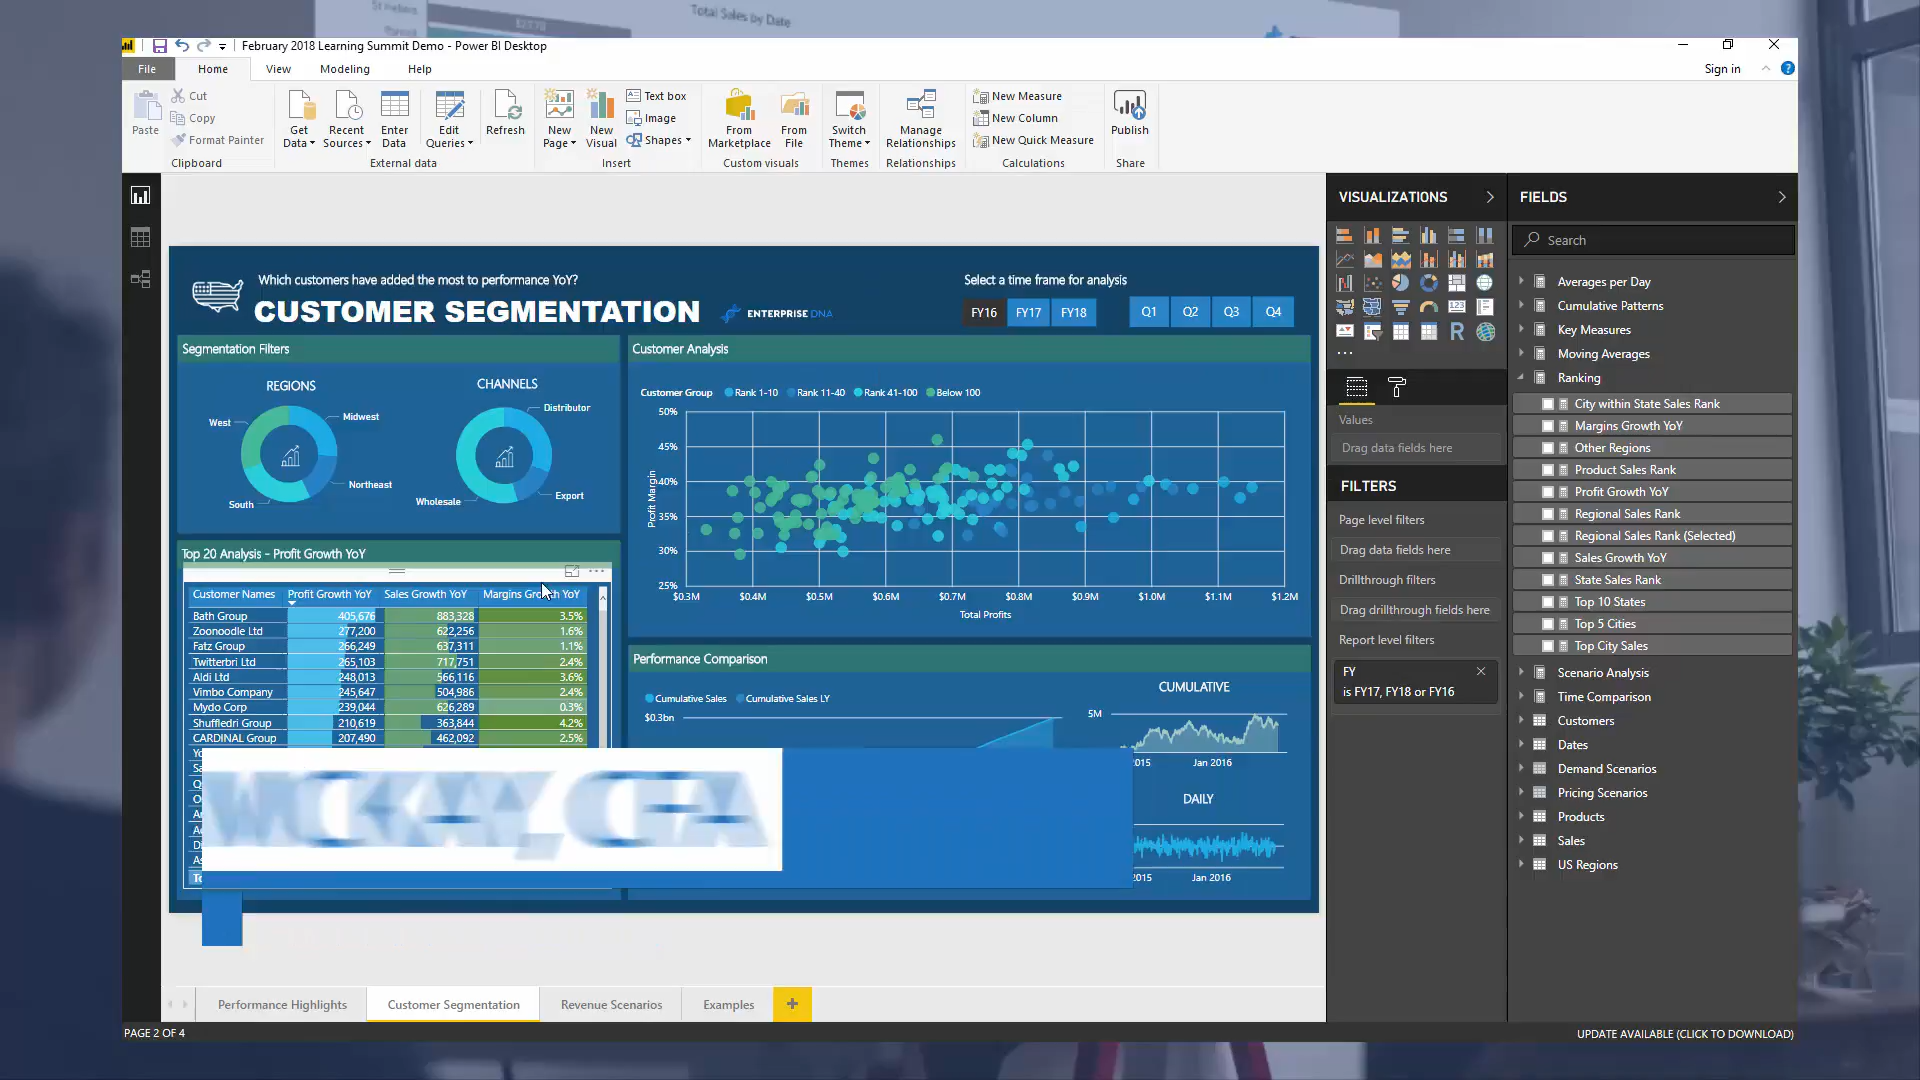 Total Sales by Date
February 2018 Learning Summit Demo - Power BI Desktop
File
Home
View
Modeling
Help
Sign in
Paste
Cut
Copy
Format Painter
Clipboard
Get Data
Recent Sources
Enter Data
Edit Queries
Refresh
External data
New Page
New Visual
Text box
Image
Shapes
Insert
From Marketplace
From File
Custom visuals
Switch Theme
Themes
Manage Relationships
Relationships
New Measure
New Column
New Quick Measure
Calculations
Publish
Share
Which customers have added the most to performance YoY?
CUSTOMER SEGMENTATION
ENTERPRISE DNA
Select a time frame for analysis
FY16 FY17 FY18
Q1 Q2 Q3 Q4
Segmentation Filters
REGIONS
West
Midwest
Northeast
South
CHANNELS
Distributor
Wholesale
Export
Customer Analysis
Customer Group Rank 1-10 Rank 11-40 Rank 41-100 Below 100
50%
45%
40%
35%
30%
25%
Profit Margin
$0.3M $0.4M $0.5M $0.6M $0.7M $0.8M $0.9M $1.0M $1.1M $1.2M
Total Profits
Top 20 Analysis - Profit Growth YoY
Customer Names Profit Growth YoY Sales Growth YoY Margins Growth YoY
Bath Group 405,676 883,328 3.5%
Zoonoodle Ltd 277,200 622,256 1.6%
Fatz Group 266,249 637,311 1.1%
Twitterbri Ltd 265,103 717,751 2.4%
Aldi Ltd 248,013 566,116 3.6%
Vimbo Company 245,647 504,986 2.4%
Mydo Corp 239,044 626,289 0.3%
Shuffledri Group 210,619 363,844 4.2%
CARDINAL Group 207,490 462,092 2.5%
Performance Comparison
Cumulative Sales Cumulative Sales LY
$0.3bn
CUMULATIVE
5M
2015 Jan 2016
DAILY
2015 Jan 2016
MCKAY, CFA
VISUALIZATIONS
Values
Drag data fields here
FILTERS
Page level filters
Drag data fields here
Drillthrough filters
Drag drillthrough fields here
Report level filters
FY
is FY17, FY18 or FY16
FIELDS
Search
Averages per Day
Cumulative Patterns
Key Measures
Moving Averages
Ranking
City within State Sales Rank
Margins Growth YoY
Other Regions
Product Sales Rank
Profit Growth YoY
Regional Sales Rank
Regional Sales Rank (Selected)
Sales Growth YoY
State Sales Rank
Top 10 States
Top 5 Cities
Top City Sales
Scenario Analysis
Time Comparison
Customers
Dates
Demand Scenarios
Pricing Scenarios
Products
Sales
US Regions
Performance Highlights
Customer Segmentation
Revenue Scenarios
Examples
PAGE 2 OF 4
UPDATE AVAILABLE (CLICK TO DOWNLOAD)